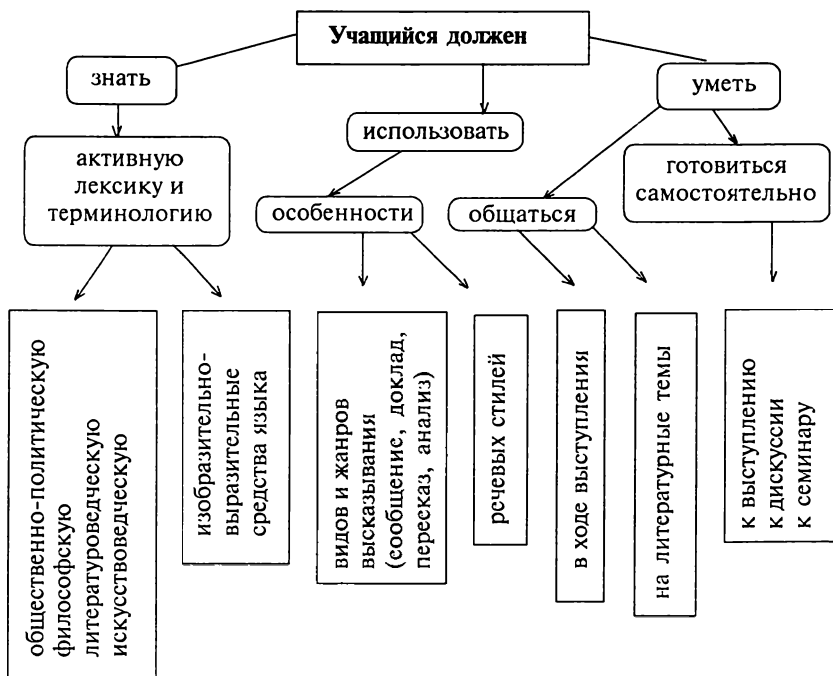 Учащийся должен
знать
использовать
уметь
активную
лексику и
терминологию
особенности
общаться
готовиться
самостоятельно
общественно-политическую
философскую
литературоведческую
искусствоведческую
изобразительно-
выразительные
средства языка
видов и жанров
высказывания
(сообщение, доклад,
пересказ, анализ)
речевых стилей
в ходе выступления
на литературные темы
к выступлению
к дискуссии
к семинару